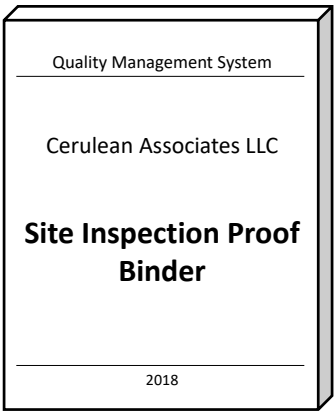 Quality Management System
Cerulean Associates LLC
Site Inspection Proof
Binder
2018